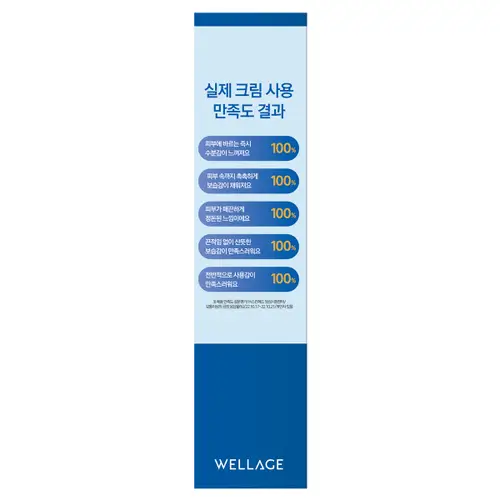 실제 크림 사용
만족도 결과
피부에 바르는 즉시
수분감이 느껴져요
100%
피부 속까지 촉촉하게
보습감이 채워져요
100%
피부가 매끈하게
정돈된 느낌이에요
100%
끈적임 없이 산뜻한
보습감이 만족스러워요
100%
전반적으로 사용감이
만족스러워요
100%
WELLAGE